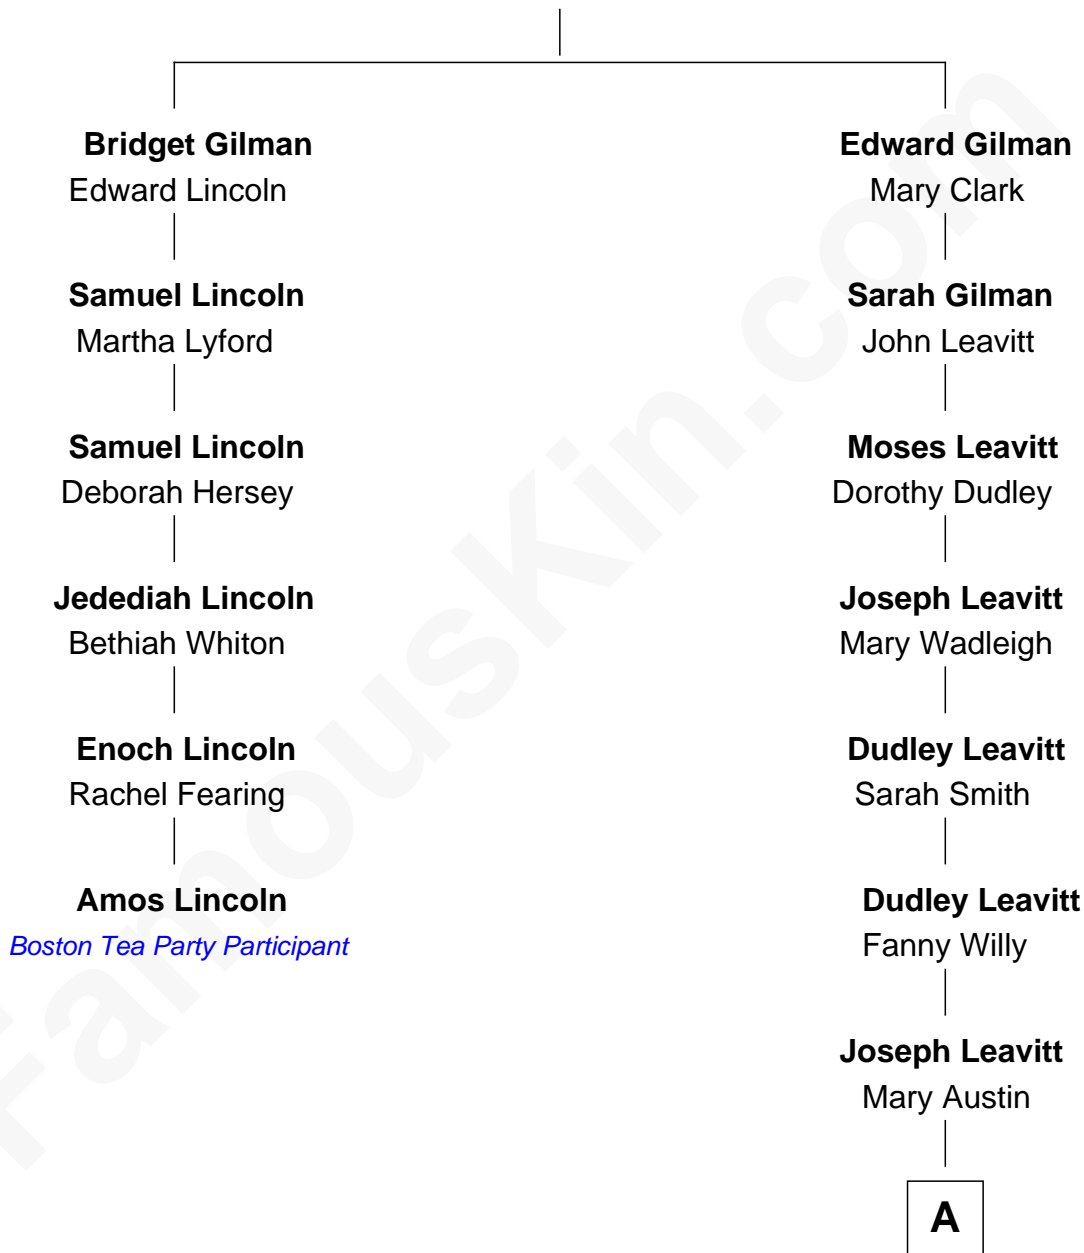 Bridget Gilman
Edward Lincoln
Samuel Lincoln
Martha Lyford
Samuel Lincoln
Deborah Hersey
Jedediah Lincoln
Bethiah Whiton
Enoch Lincoln
Rachel Fearing
Amos Lincoln
Boston Tea Party Participant
Edward Gilman
Mary Clark
Sarah Gilman
John Leavitt
Moses Leavitt
Dorothy Dudley
Joseph Leavitt
Mary Wadleigh
Dudley Leavitt
Sarah Smith
Dudley Leavitt
Fanny Willy
Joseph Leavitt
Mary Austin
A
FamousKin.com